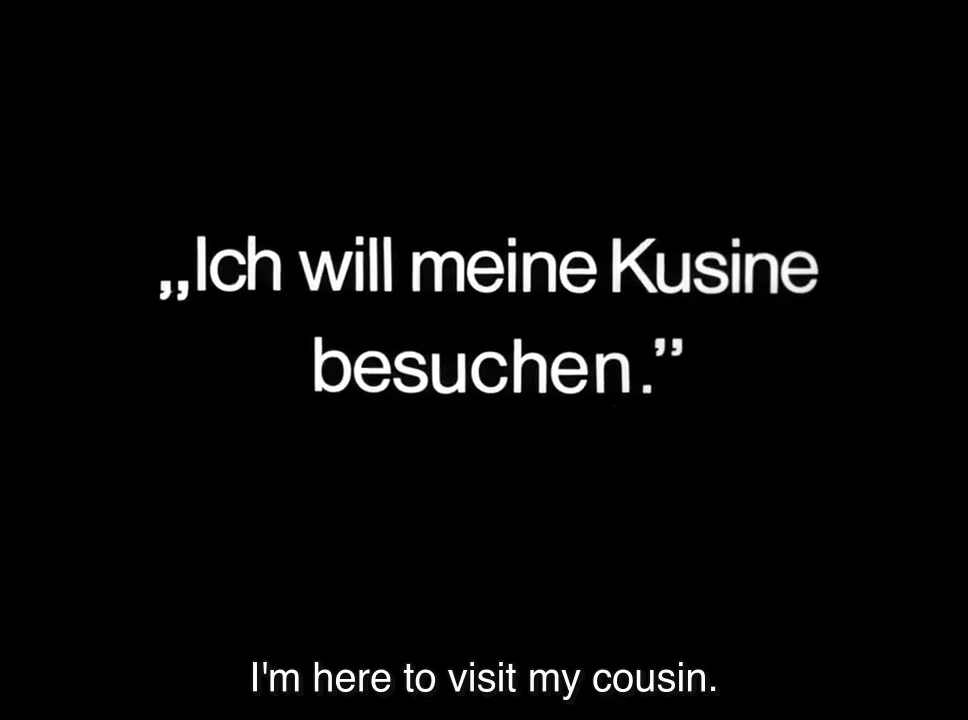 „Ich will meine Kusine
besuchen.”
I'm here to visit my cousin.